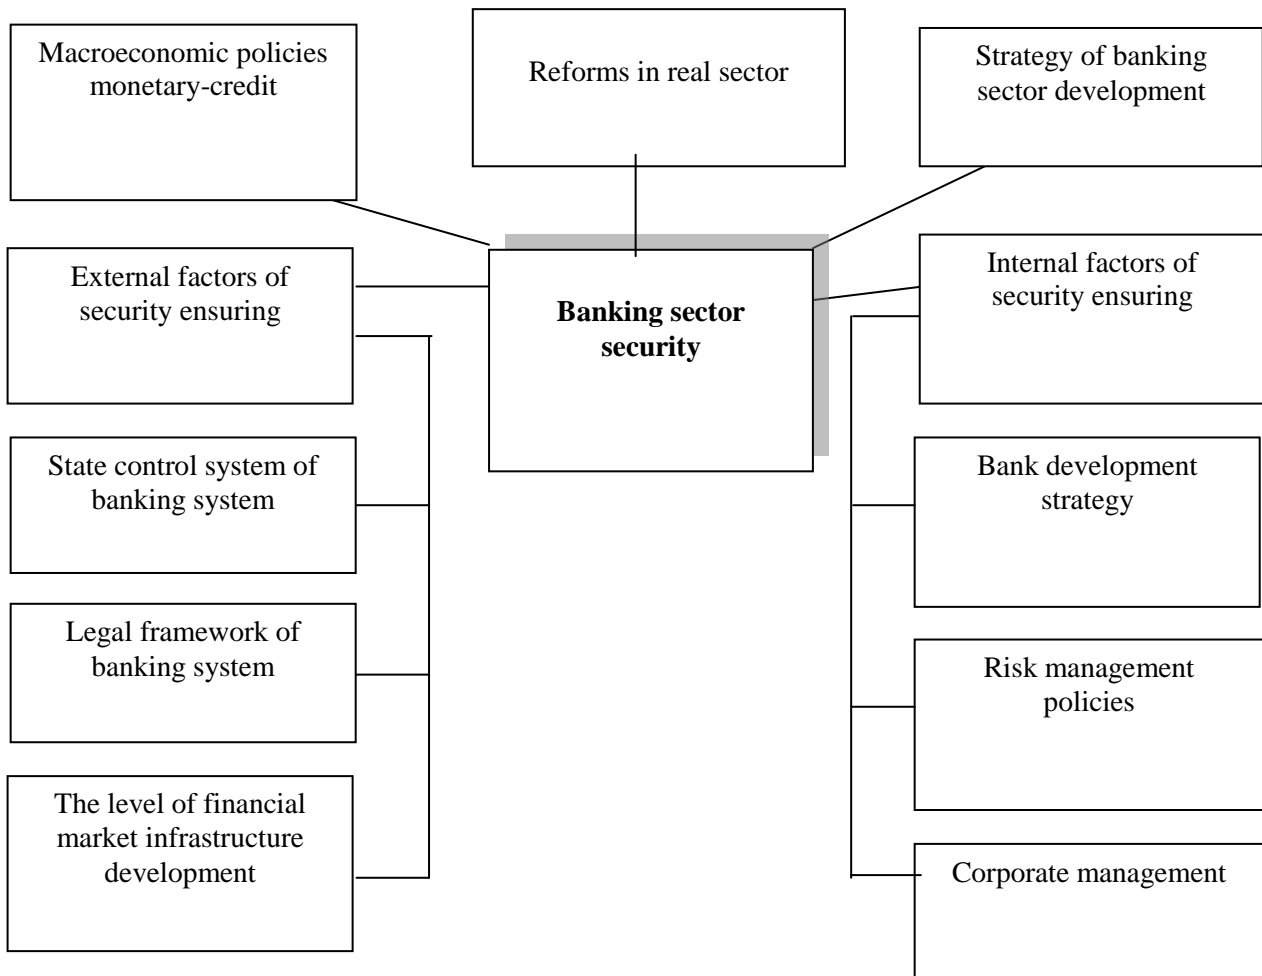 Macroeconomic policies
monetary-credit
Reforms in real sector
Strategy of banking
sector development
External factors of
security ensuring
Banking sector
security
Internal factors of
security ensuring
State control system of
banking system
Bank development
strategy
Legal framework of
banking system
Risk management
policies
The level of financial
market infrastructure
development
Corporate management